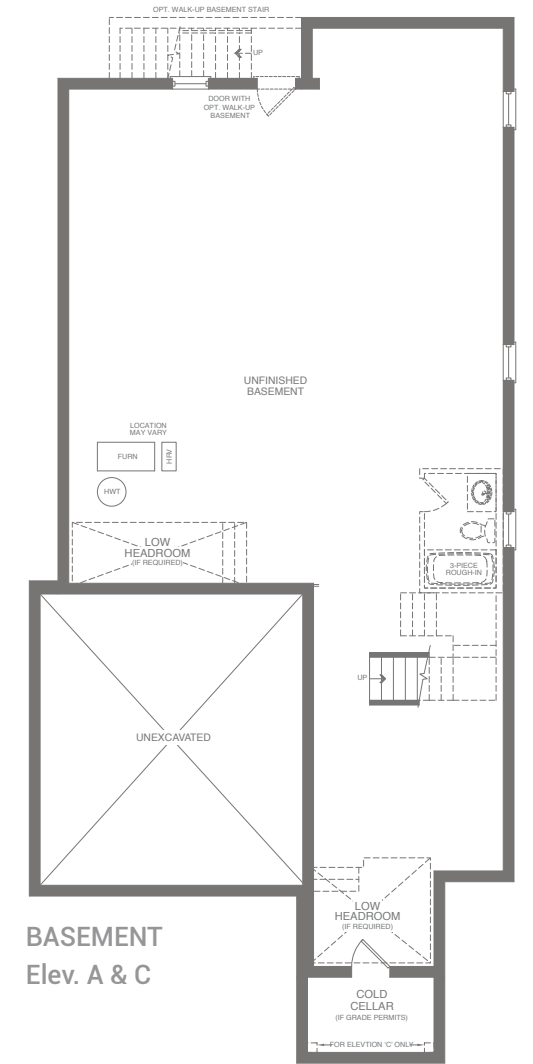 OPT. WALK-UP BASEMENT STAIR
UP
DOOR WITH
OPT. WALK-UP
BASEMENT
UNFINISHED
BASEMENT
LOCATION
MAY VARY
FURN
HRV
HWT
LOW
HEADROOM
(IF REQUIRED)
3-PIECE
ROUGH-IN
UP
UNEXCAVATED
LOW
HEADROOM
(IF REQUIRED)
BASEMENT
Elev. A & C
COLD
CELLAR
(IF GRADE PERMITS)
FOR ELEVTION 'C' ONLY